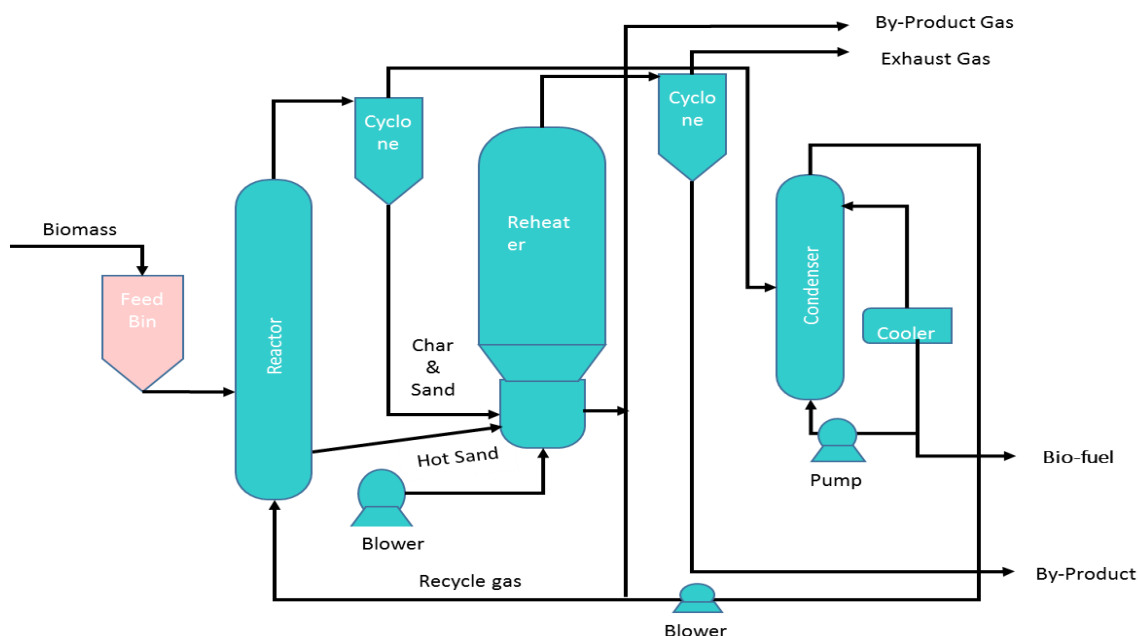 By-Product Gas
Exhaust Gas
Cyclo
ne
Cyclo
ne
Reheat
er
Biomass
Feed
Bin
Reactor
Condenser
Cooler
Char
&
Sand
Hot Sand
Pump
Bio-fuel
Blower
Recycle gas
By-Product
Blower